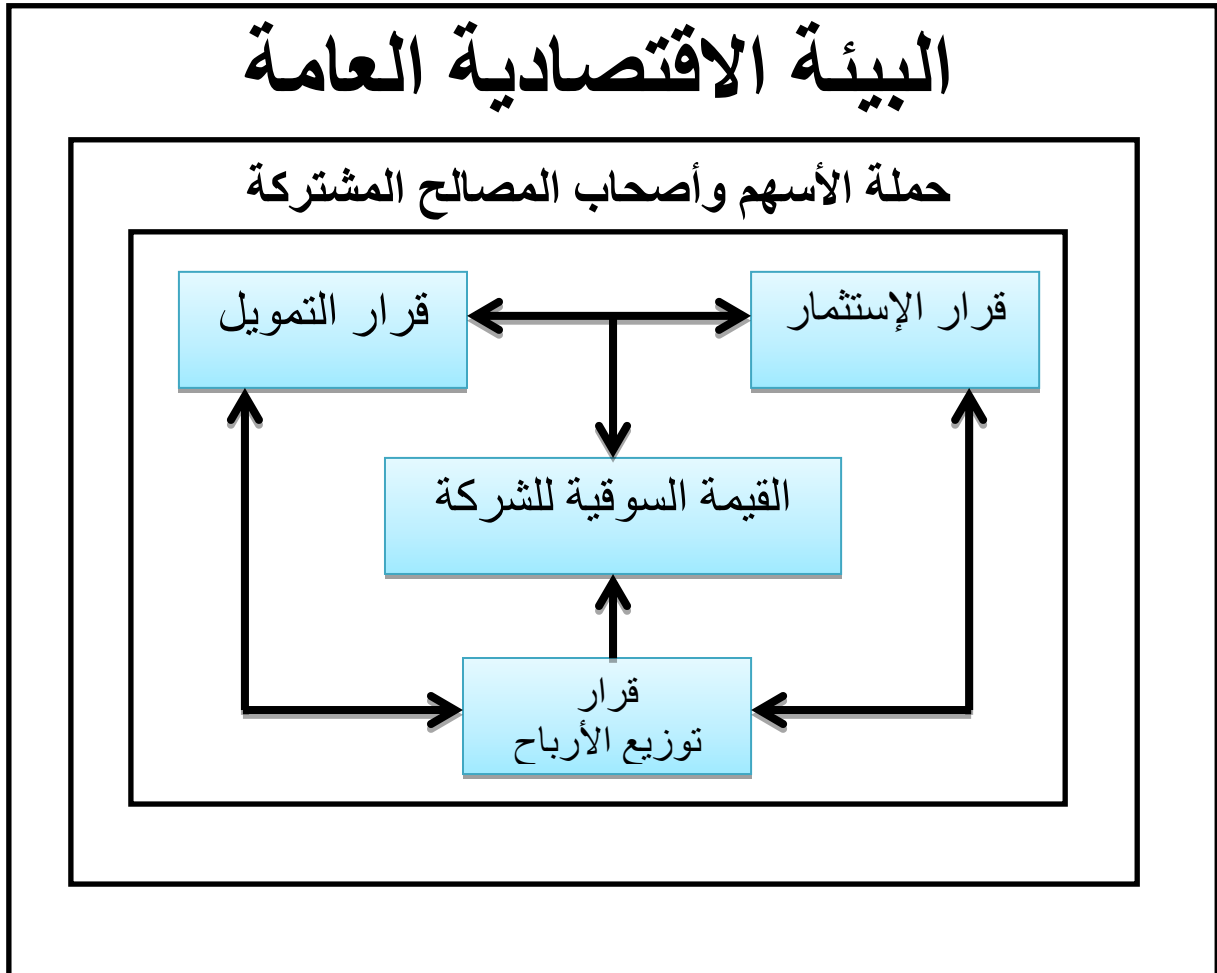 البيئة الاقتصادية العامة
حملة الأسهم وأصحاب المصالح المشتركة
قرار الإستثمار
قرار التمويل
القيمة السوقية للشركة
قرار
توزيع الأرباح